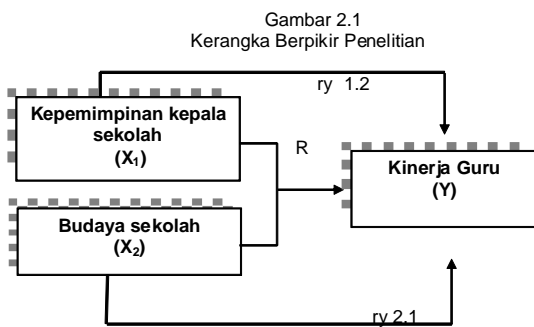 Gambar 2.1
Kerangka Berpikir Penelitian
ry 1.2
Kepemimpinan kepala
sekolah
(X₁)
R
Kinerja Guru
(Y)
Budaya sekolah
(X₂)
ry 2.1